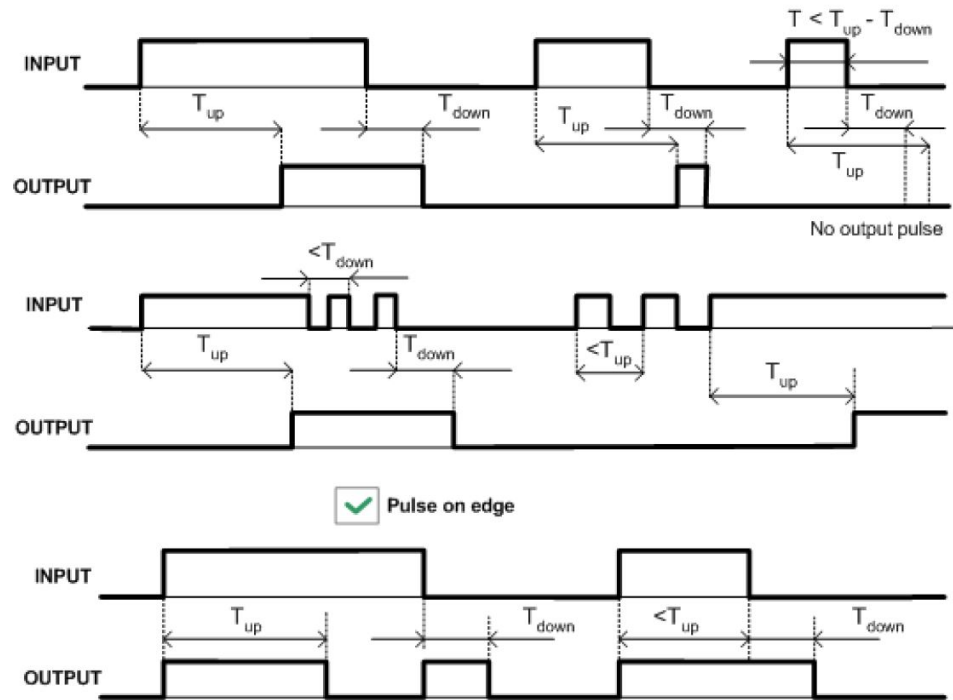 T < Tup - Tdown
INPUT
Tup
Tdown
Tup
Tdown
Tdown
Tup
OUTPUT
No output pulse
<Tdown
INPUT
Tup
Tdown
<Tup
Tup
OUTPUT
Pulse on edge
INPUT
Tup
Tdown
<Tup
Tdown
OUTPUT